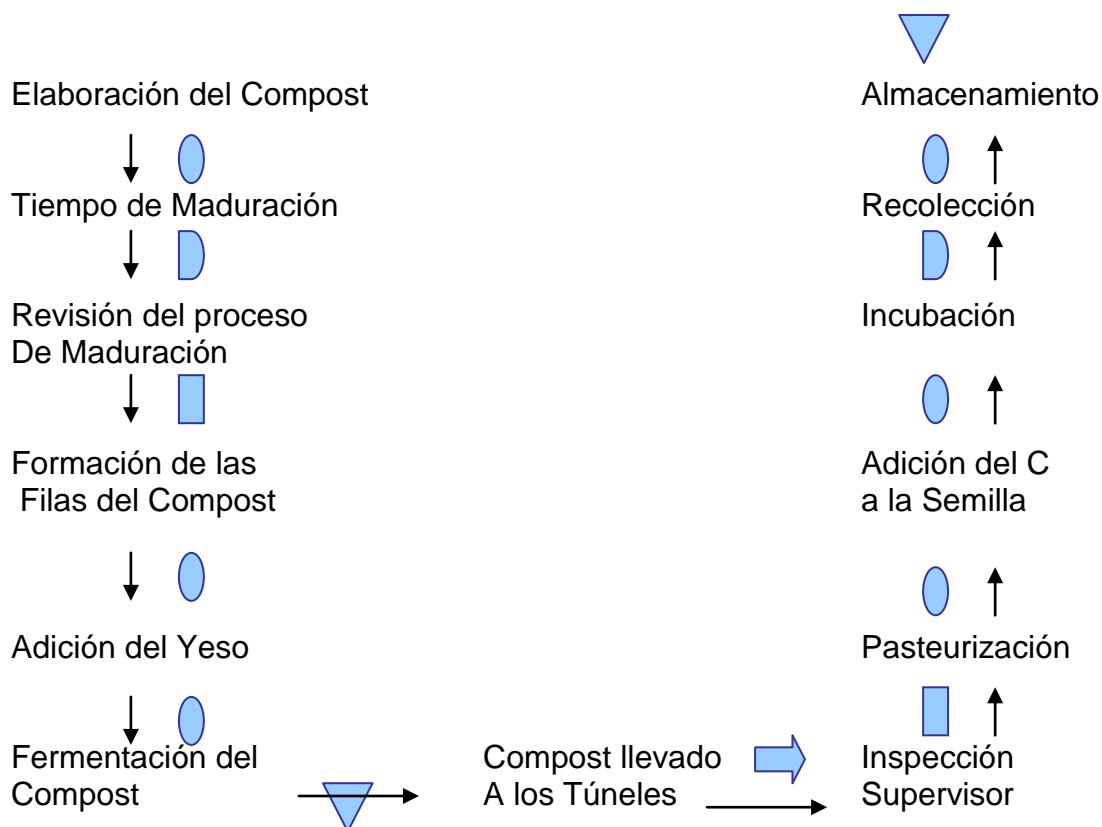 Elaboración del Compost
Tiempo de Maduración
Revisión del proceso
De Maduración
Formación de las
Filas del Compost
Adición del Yeso
Fermentación del
Compost
Compost llevado
A los Túneles
Inspección
Supervisor
Pasteurización
Adición del C
a la Semilla
Incubación
Recolección
Almacenamiento